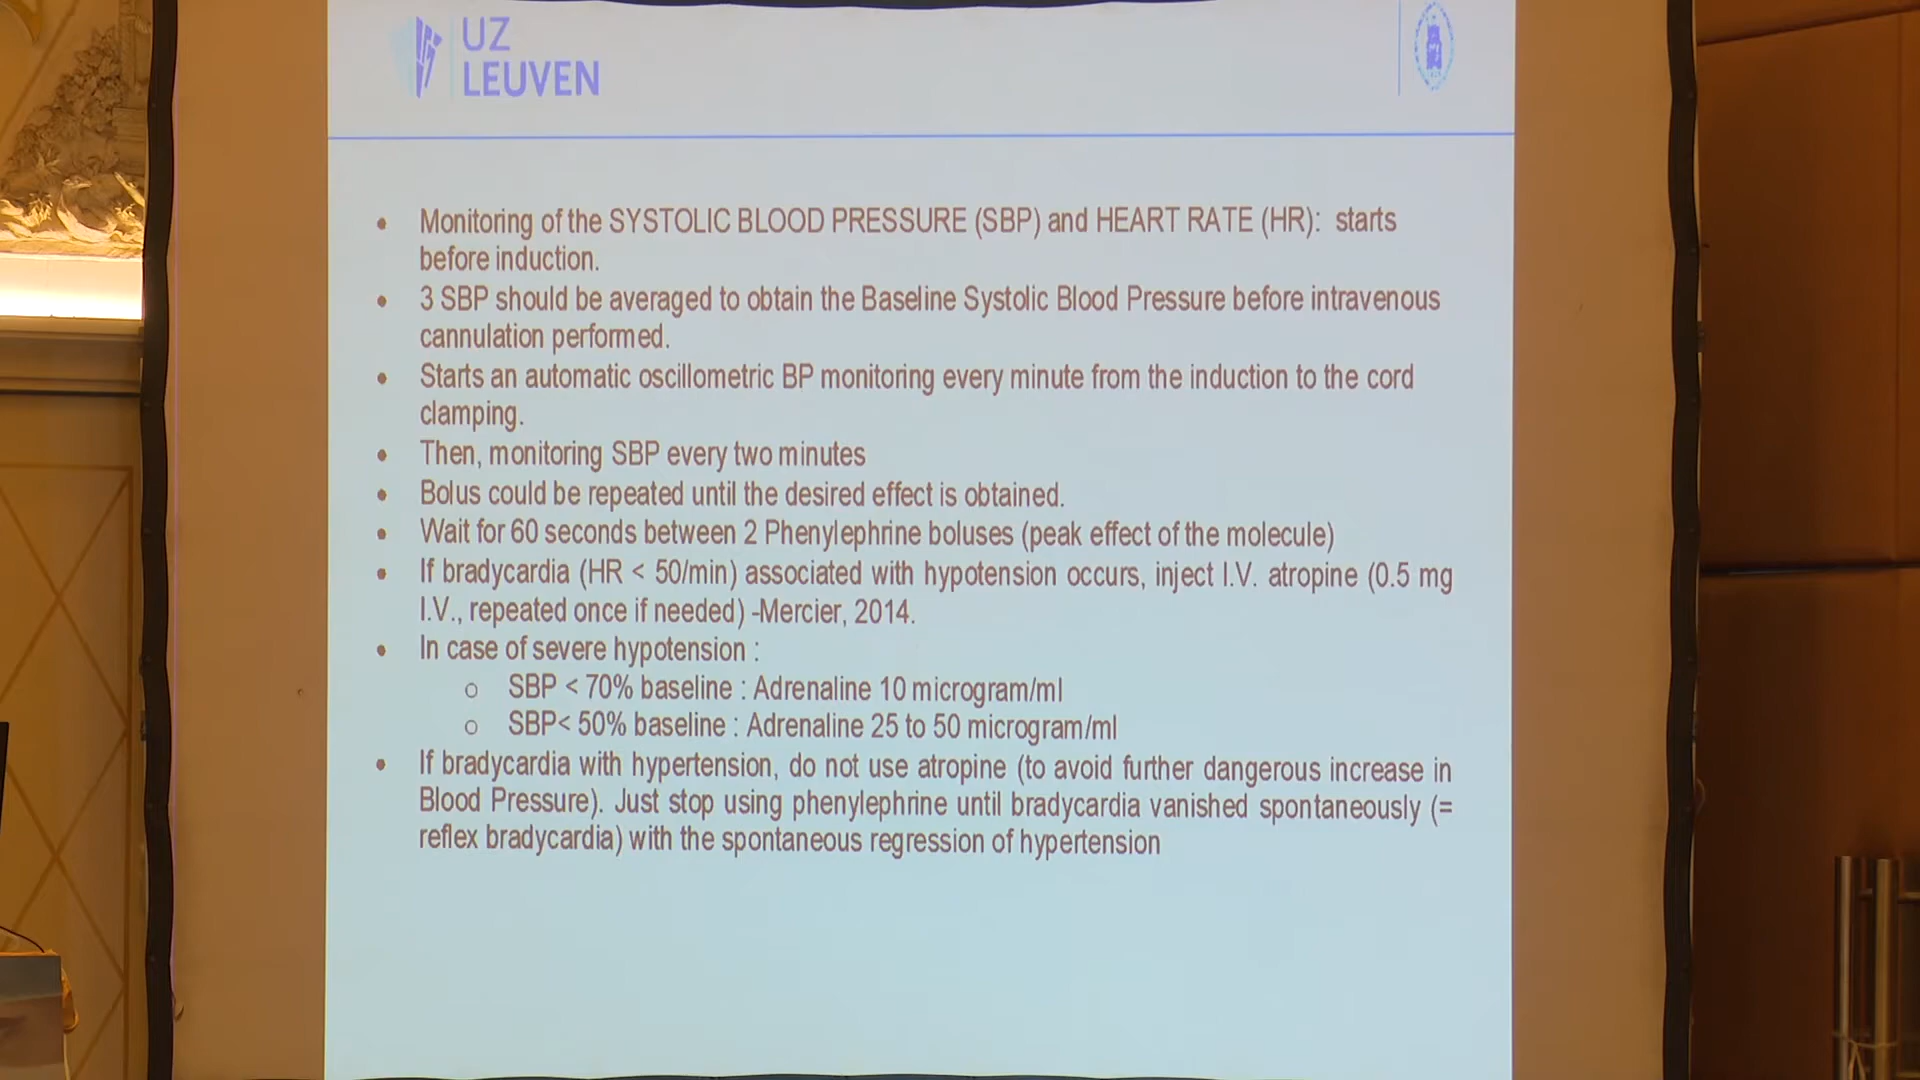 UZ
LEUVEN
• Monitoring of the SYSTOLIC BLOOD PRESSURE (SBP) and HEART RATE (HR): starts
before induction.
• 3 SBP should be averaged to obtain the Baseline Systolic Blood Pressure before intravenous
cannulation performed.
• Starts an automatic oscillometric BP monitoring every minute from the induction to the cord
clamping.
• Then, monitoring SBP every two minutes
• Bolus could be repeated until the desired effect is obtained.
• Wait for 60 seconds between 2 Phenylephrine boluses (peak effect of the molecule)
• If bradycardia (HR < 50/min) associated with hypotension occurs, inject I.V. atropine (0.5 mg
I.V., repeated once if needed) -Mercier, 2014.
• In case of severe hypotension :
o SBP < 70% baseline : Adrenaline 10 microgram/ml
o SBP< 50% baseline : Adrenaline 25 to 50 microgram/ml
• If bradycardia with hypertension, do not use atropine (to avoid further dangerous increase in
Blood Pressure). Just stop using phenylephrine until bradycardia vanished spontaneously (=
reflex bradycardia) with the spontaneous regression of hypertension